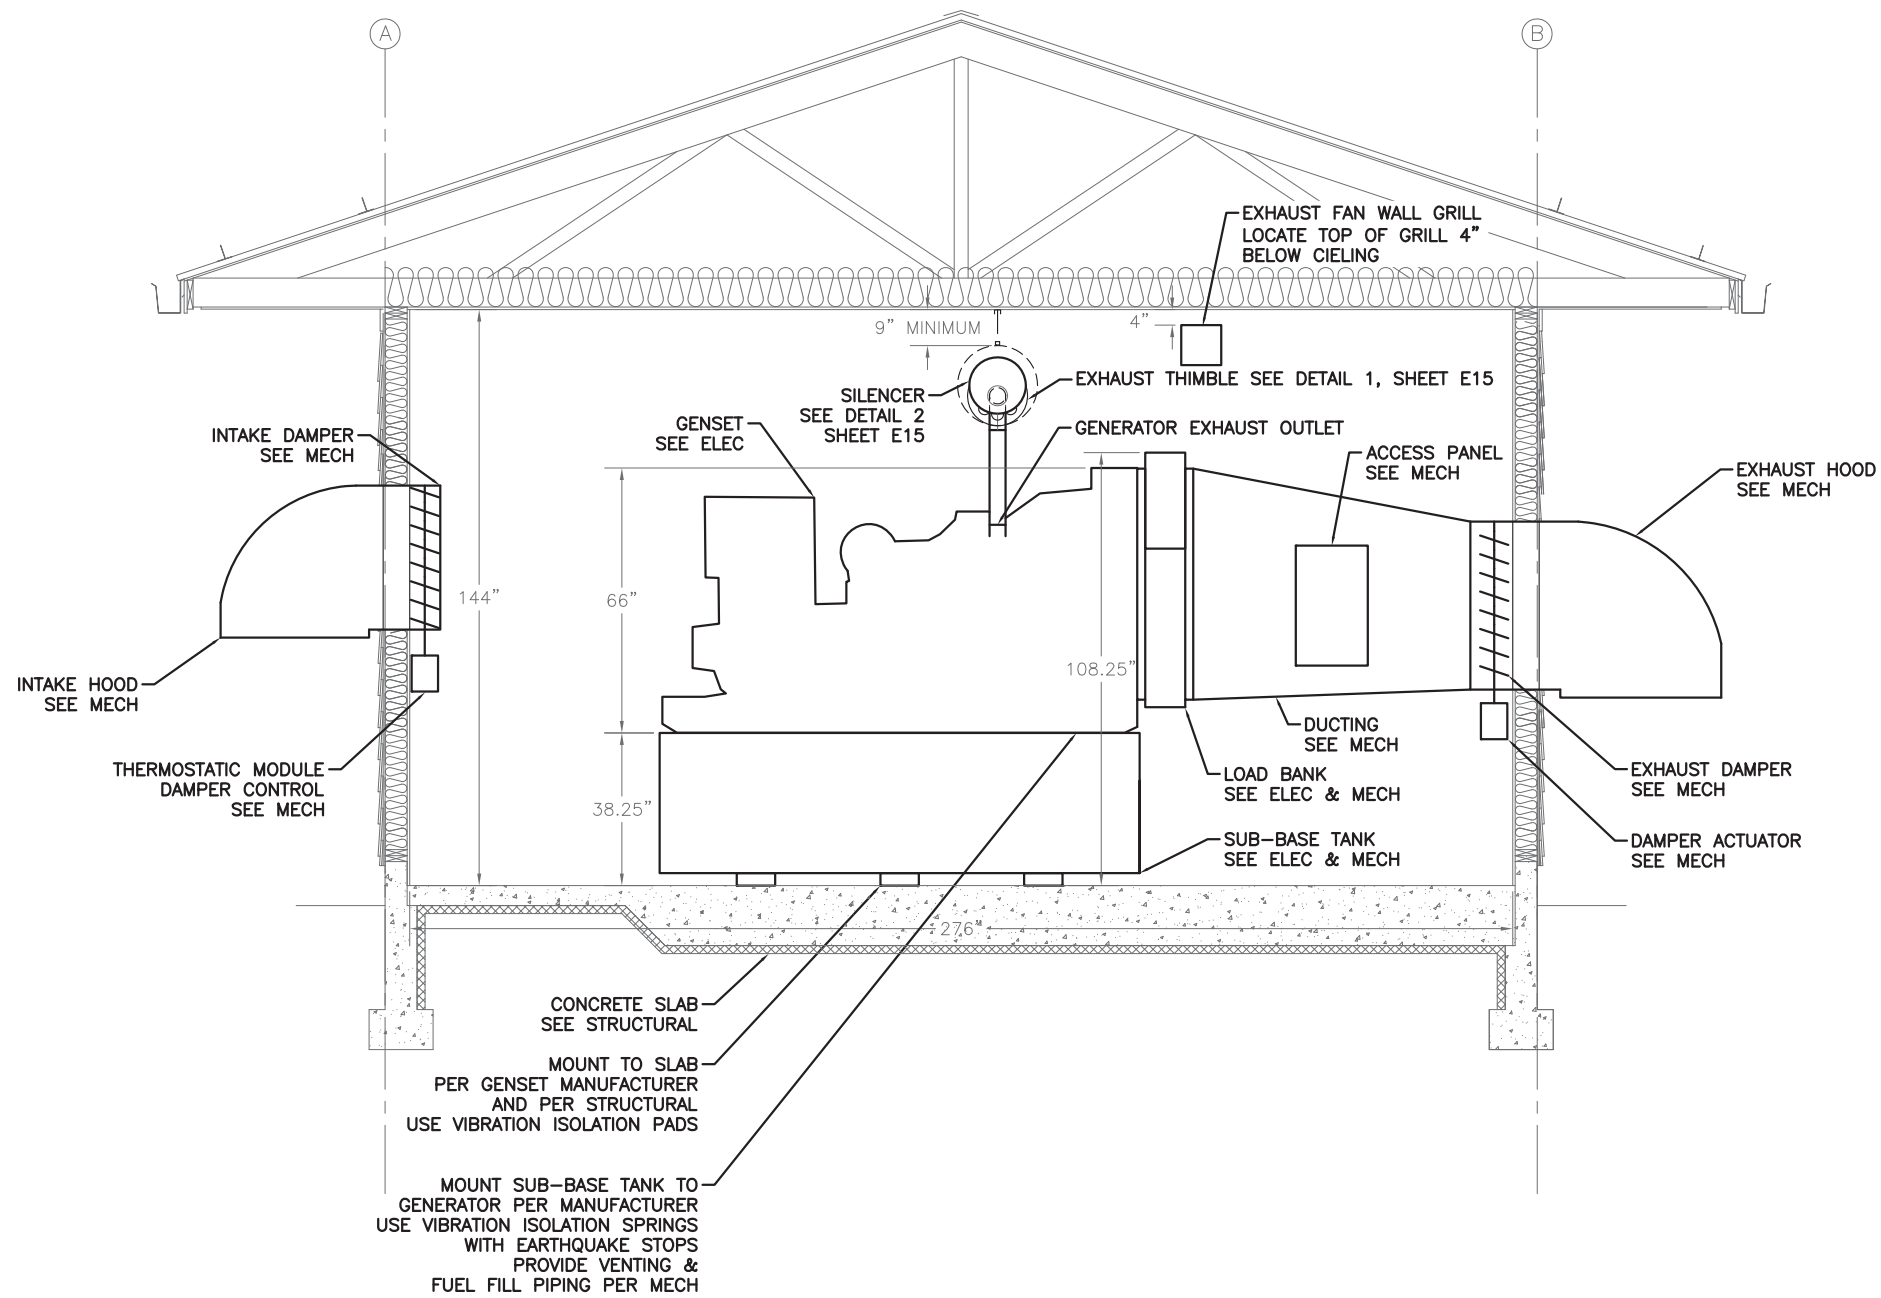 A
B
EXHAUST FAN WALL GRILL
LOCATE TOP OF GRILL 4"
BELOW CIELING
9" MINIMUM
4"
EXHAUST THIMBLE SEE DETAIL 1, SHEET E15
SILENCER
SEE DETAIL 2
SHEET E15
GENSET
SEE ELEC
GENERATOR EXHAUST OUTLET
INTAKE DAMPER
SEE MECH
ACCESS PANEL
SEE MECH
EXHAUST HOOD
SEE MECH
144"
66"
108.25"
INTAKE HOOD
SEE MECH
DUCTING
SEE MECH
THERMOSTATIC MODULE
DAMPER CONTROL
SEE MECH
38.25"
LOAD BANK
SEE ELEC & MECH
EXHAUST DAMPER
SEE MECH
SUB-BASE TANK
SEE ELEC & MECH
DAMPER ACTUATOR
SEE MECH
276"
CONCRETE SLAB
SEE STRUCTURAL
MOUNT TO SLAB
PER GENSET MANUFACTURER
AND PER STRUCTURAL
USE VIBRATION ISOLATION PADS
MOUNT SUB-BASE TANK TO
GENERATOR PER MANUFACTURER
USE VIBRATION ISOLATION SPRINGS
WITH EARTHQUAKE STOPS
PROVIDE VENTING &
FUEL FILL PIPING PER MECH